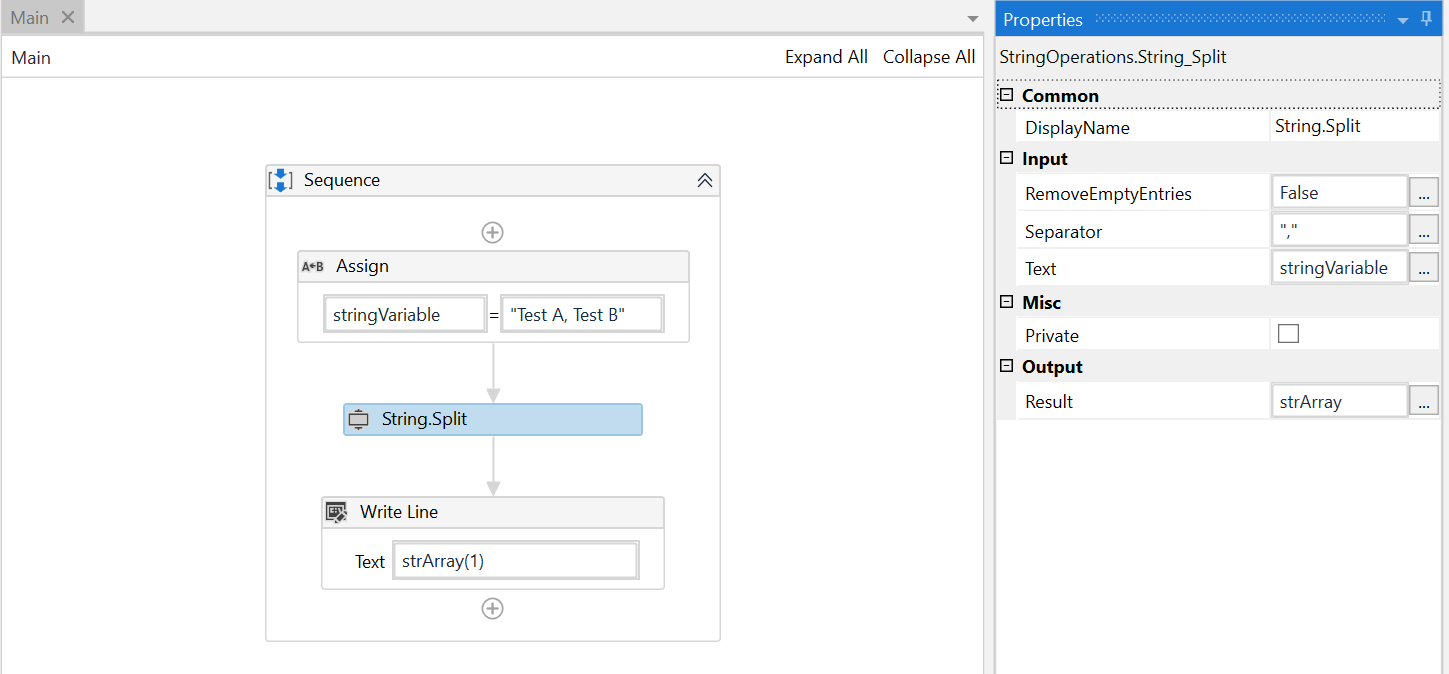 Main
Main
Expand All Collapse All
Sequence
A B Assign
stringVariable = "Test A, Test B"
String.Split
Write Line
Text strArray(1)
Properties
StringOperations.String_Split
Common
DisplayName String.Split
Input
RemoveEmptyEntries False ...
Separator "," ...
Text stringVariable ...
Misc
Private
Output
Result strArray ...